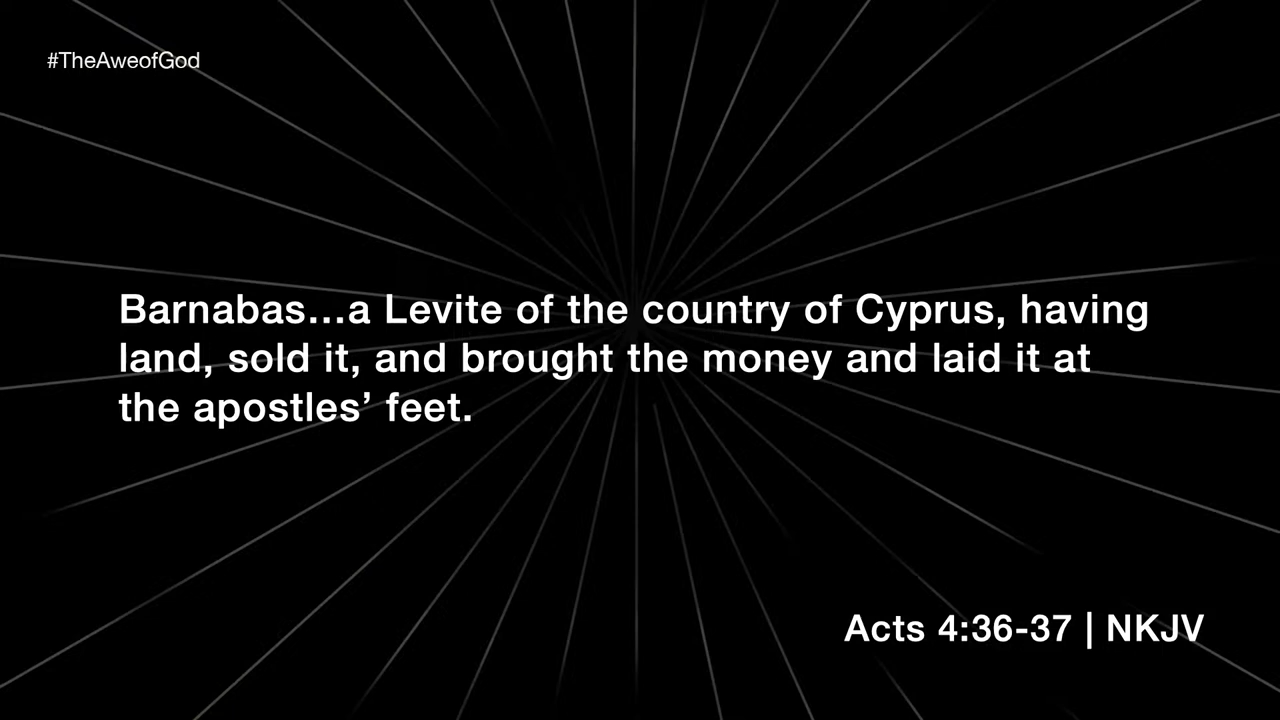 #TheAweofGod
Barnabas...a Levite of the country of Cyprus, having
land, sold it, and brought the money and laid it at
the apostles’ feet.
Acts 4:36-37 | NKJV